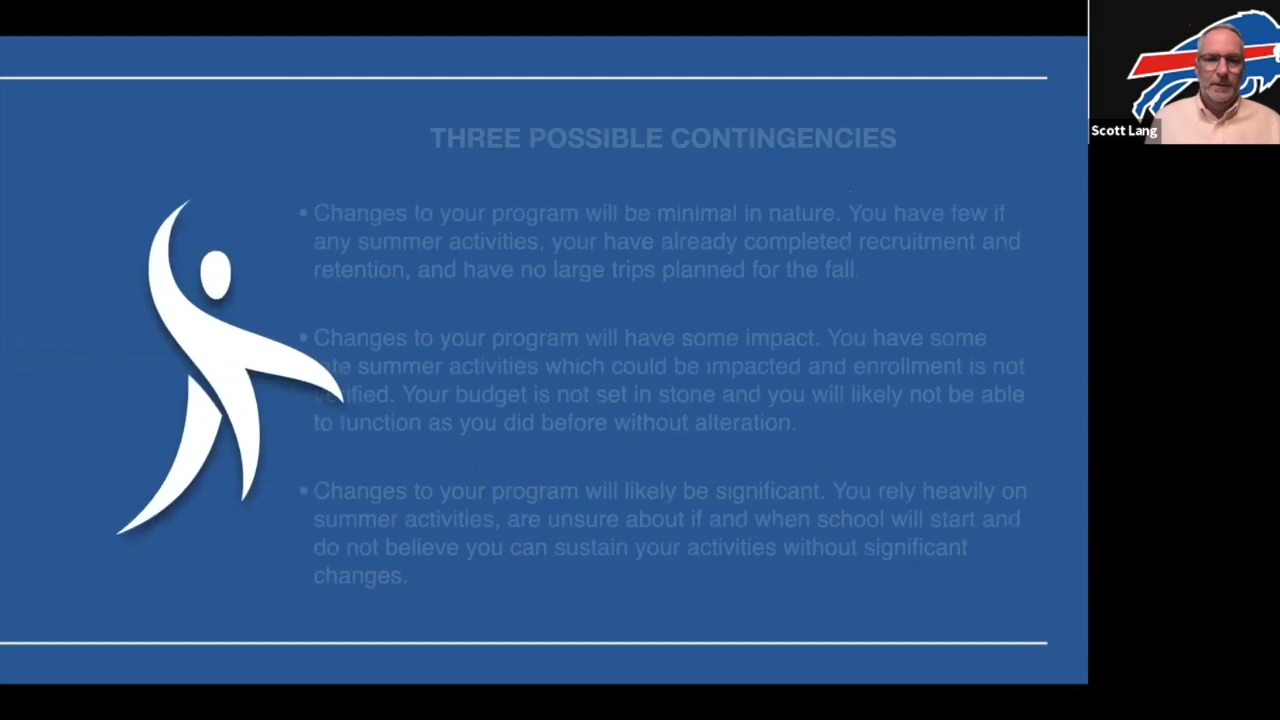 THREE POSSIBLE CONTINGENCIES
• Changes to your program will be minimal in nature. You have few if
any summer activities, your have already completed recruitment and
retention, and have no large trips planned for the fall.
• Changes to your program will have some impact. You have some
late summer activities which could be impacted and enrollment is not
verified. Your budget is not set in stone and you will likely not be able
to function as you did before without alteration.
• Changes to your program will likely be significant. You rely heavily on
summer activities, are unsure about if and when school will start and
do not believe you can sustain your activities without significant
changes.
Scott Lang